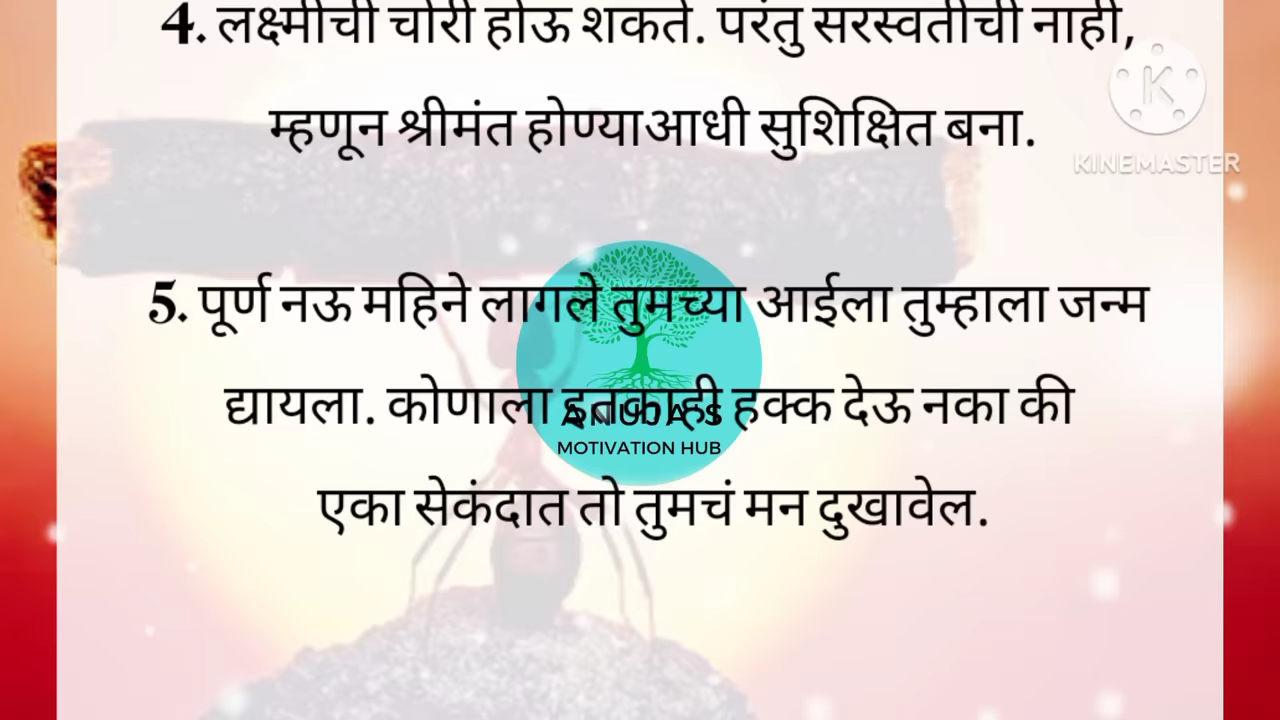 4. लक्ष्मीची चोरी होऊ शकते. परंतु सरस्वतीची नाही,
म्हणून श्रीमंत होण्याआधी सुशिक्षित बना.
5. पूर्ण नऊ महिने लागले तुमच्या आईला तुम्हाला जन्म
द्यायला. कोणाला इतकाही हक्क देऊ नका की
एका सेकंदात तो तुमचं मन दुखावेल.
ANUJA'S
MOTIVATION HUB
K
KINEMASTER